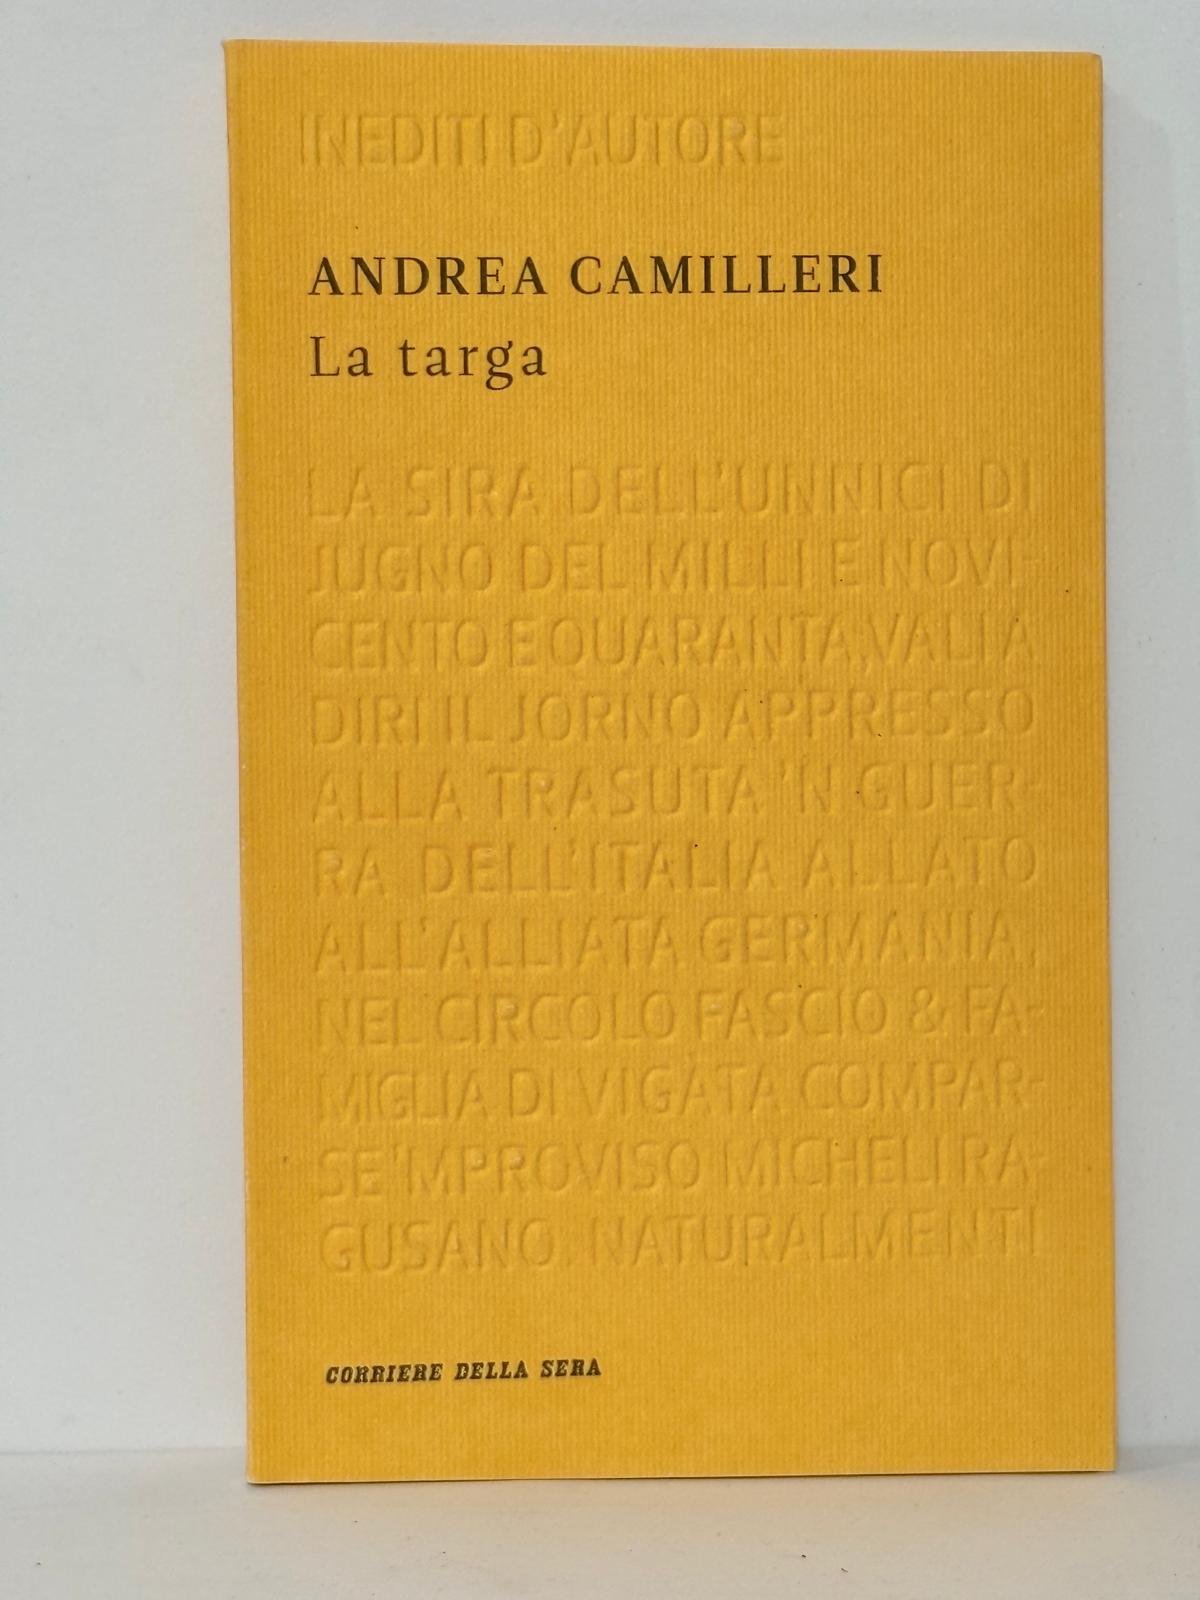 INEDITI D'AUTORE
ANDREA CAMILLERI
La targa
LA SIRA DELL'UNNICI DI
JUGNO DEL MILLI E NOVI-
CENTO E QUARANTA, VALI A
DIRI IL JORNO APPRESSO
ALLA TRASUTA 'N GUER-
RA DELL'ITALIA ALLATO
ALL'ALLIATA GERMANIA,
NEL CIRCOLO FASCIO & FA-
MIGLIA DI VIGÀTA COMPAR-
SE 'MPROVISO MICHELI RA-
GUSANO. NATURALMENTI
CORRIERE DELLA SERA